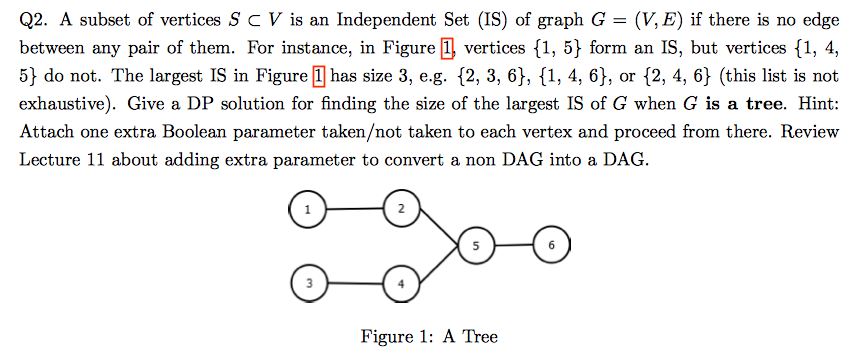 Q2. A subset of vertices S ⊂ V is an Independent Set (IS) of graph G = (V, E) if there is no edge
between any pair of them. For instance, in Figure 1, vertices {1, 5} form an IS, but vertices {1, 4,
5} do not. The largest IS in Figure 1 has size 3, e.g. {2, 3, 6}, {1, 4, 6}, or {2, 4, 6} (this list is not
exhaustive). Give a DP solution for finding the size of the largest IS of G when G is a tree. Hint:
Attach one extra Boolean parameter taken/not taken to each vertex and proceed from there. Review
Lecture 11 about adding extra parameter to convert a non DAG into a DAG.
1
2
5
6
3
4
Figure 1: A Tree